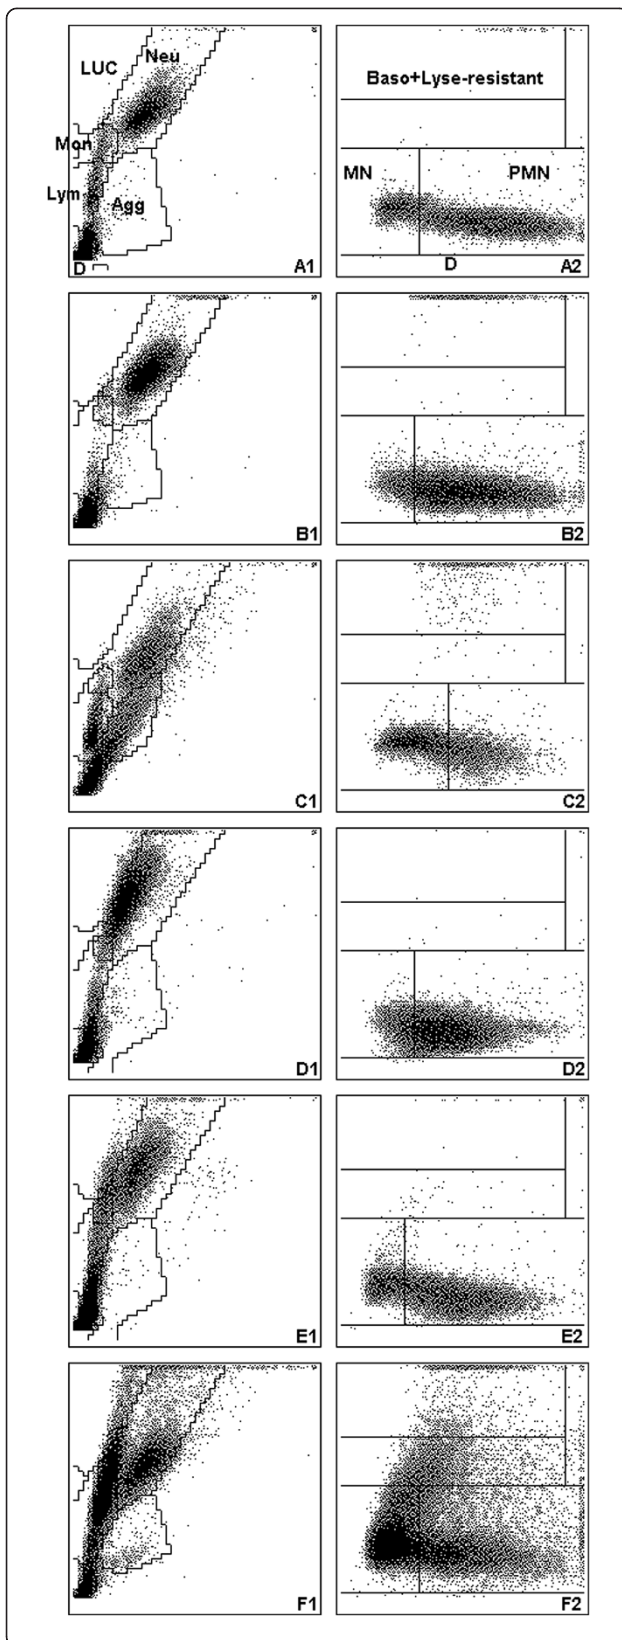 Neu
LUC
Baso+Lyse-resistant
Mon
MN PMN
Lym
Agg
D A1 D A2
B1 B2
C1 C2
D1 D2
E1 E2
F1 F2